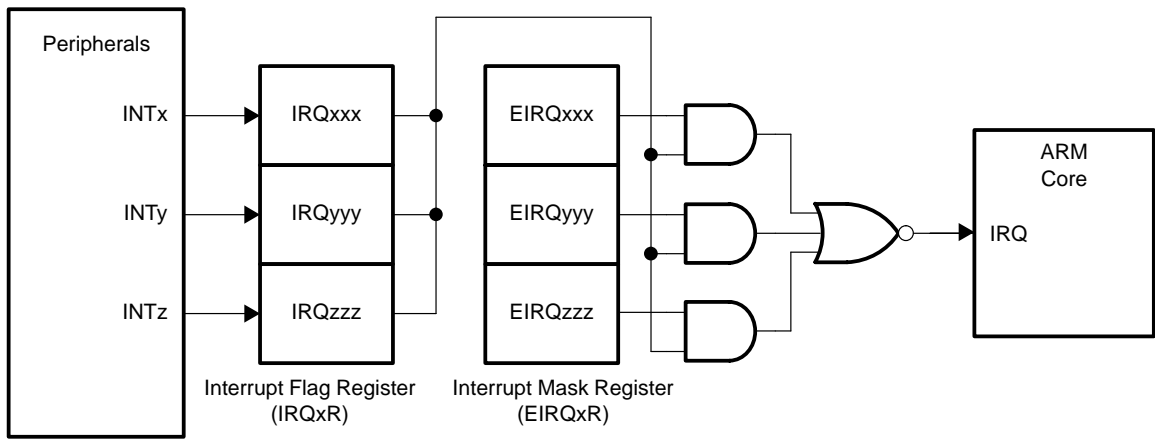 Peripherals
INTx
INTy
INTz
IRQxxx
IRQyyy
IRQzzz
Interrupt Flag Register
(IRQxR)
EIRQxxx
EIRQyyy
EIRQzzz
Interrupt Mask Register
(EIRQxR)
ARM
Core
IRQ